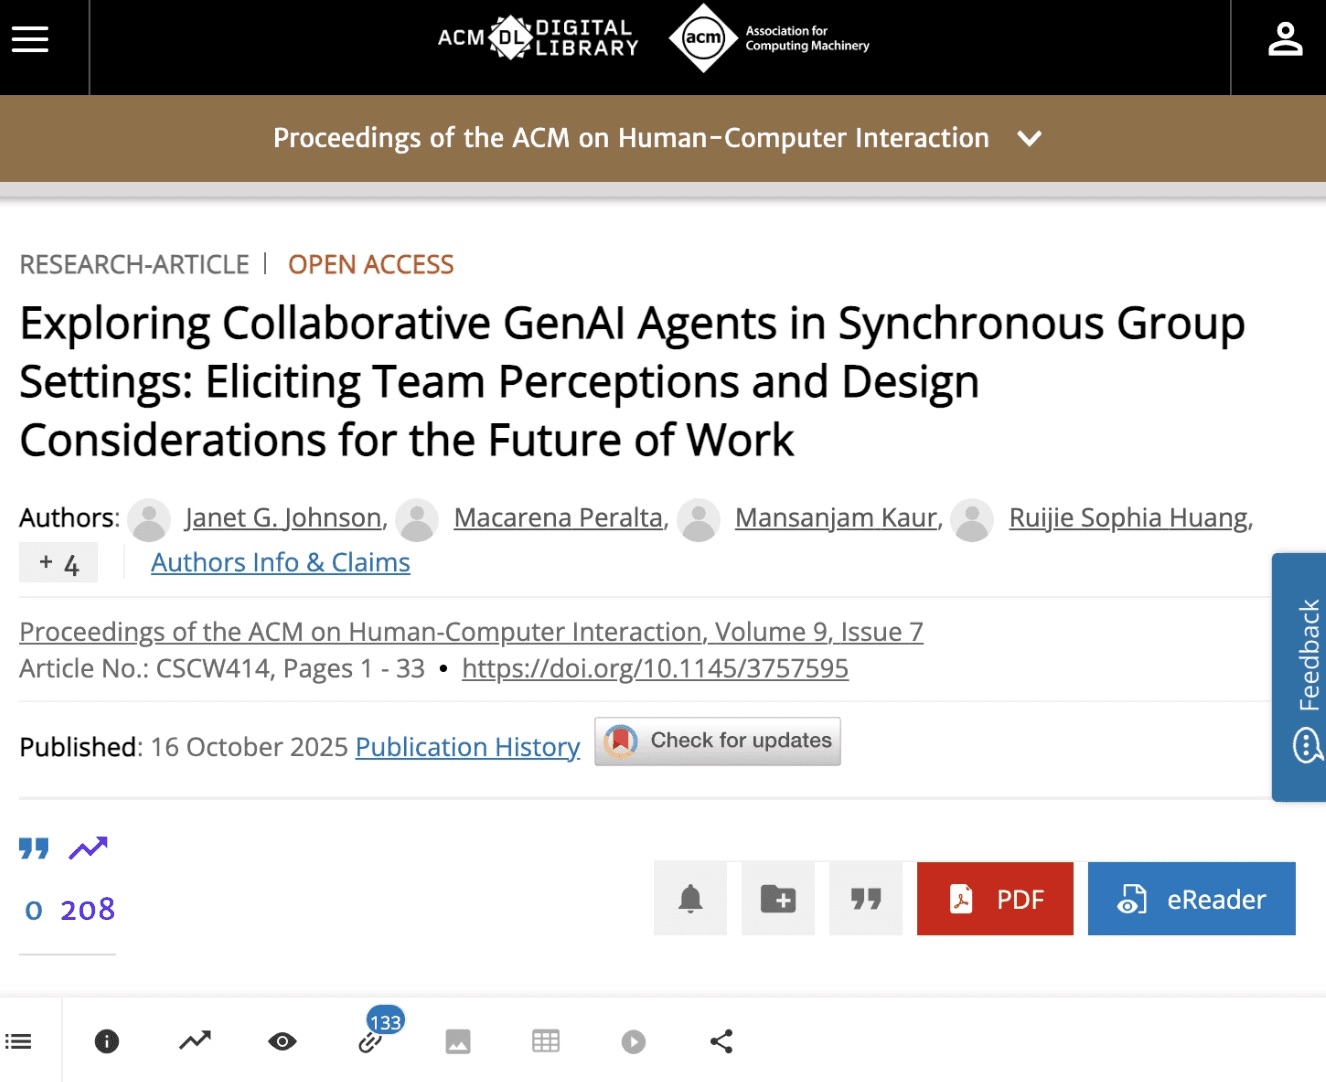 ACM DL DIGITAL LIBRARY
acm Association for Computing Machinery
Proceedings of the ACM on Human-Computer Interaction
RESEARCH-ARTICLE | OPEN ACCESS
Exploring Collaborative GenAI Agents in Synchronous Group
Settings: Eliciting Team Perceptions and Design
Considerations for the Future of Work
Authors: Janet G. Johnson, Macarena Peralta, Mansanjam Kaur, Ruijie Sophia Huang,
+ 4 Authors Info & Claims
Proceedings of the ACM on Human-Computer Interaction, Volume 9, Issue 7
Article No.: CSCW414, Pages 1 - 33 • https://doi.org/10.1145/3757595
Published: 16 October 2025 Publication History Check for updates
Feedback
0 208
PDF eReader
133